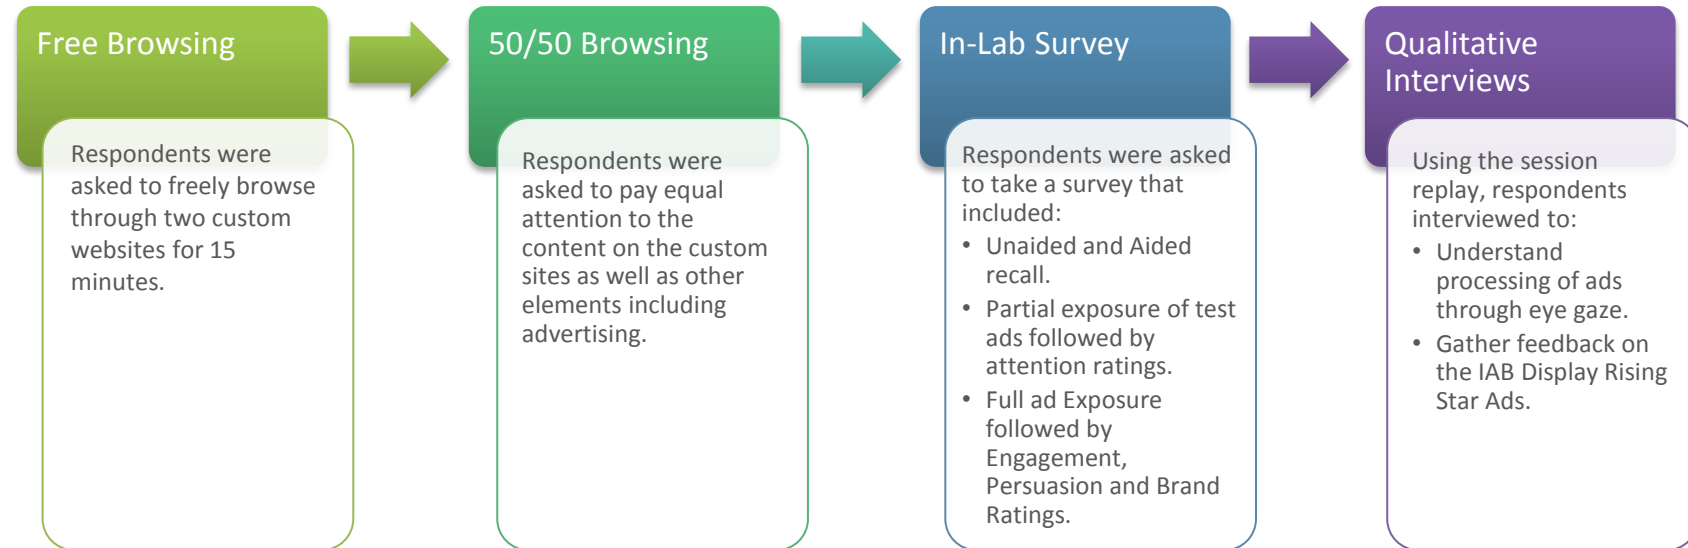 Free Browsing
Respondents were
asked to freely browse
through two custom
websites for 15
minutes.
50/50 Browsing
Respondents were
asked to pay equal
attention to the
content on the custom
sites as well as other
elements including
advertising.
In-Lab Survey
Respondents were asked
to take a survey that
included:
• Unaided and Aided
recall.
• Partial exposure of test
ads followed by
attention ratings.
• Full ad Exposure
followed by
Engagement,
Persuasion and Brand
Ratings.
Qualitative
Interviews
Using the session
replay, respondents
interviewed to:
• Understand
processing of ads
through eye gaze.
• Gather feedback on
the IAB Display Rising
Star Ads.